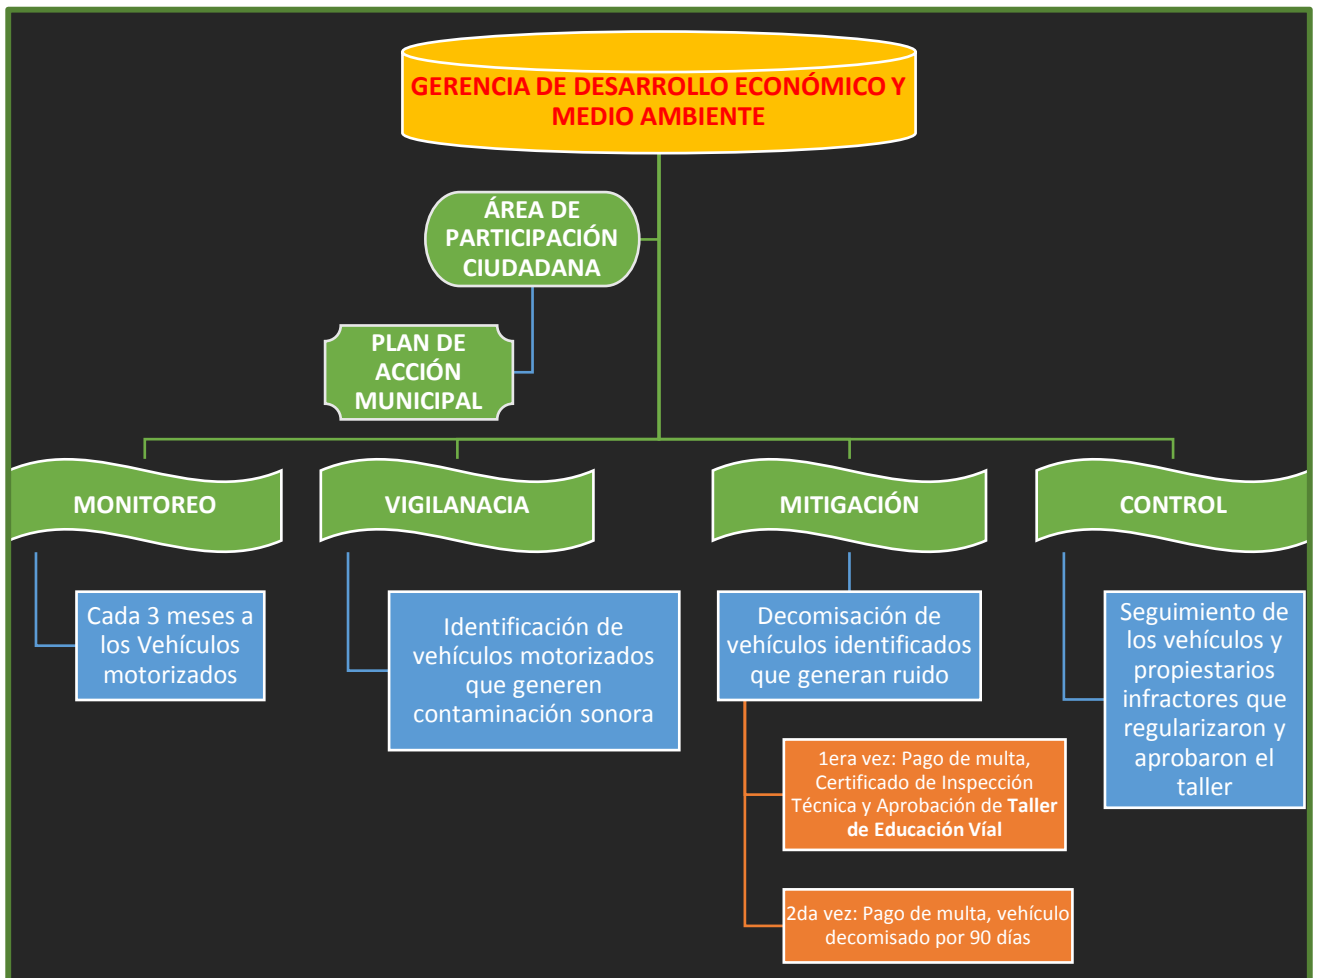 GERENCIA DE DESARROLLO ECONÓMICO Y
MEDIO AMBIENTE
ÁREA DE
PARTICIPACIÓN
CIUDADANA
PLAN DE
ACCIÓN
MUNICIPAL
MONITOREO
VIGILANACIA
MITIGACIÓN
CONTROL
Cada 3 meses a
los Vehículos
motorizados
Identificación de
vehículos motorizados
que generen
contaminación sonora
Decomisación de
vehículos identificados
que generan ruido
Seguimiento de
los vehículos y
propiestarios
infractores que
regularizaron y
aprobaron el
taller
1era vez: Pago de multa,
Certificado de Inspección
Técnica y Aprobación de Taller
de Educación Víal
2da vez: Pago de multa, vehículo
decomisado por 90 días